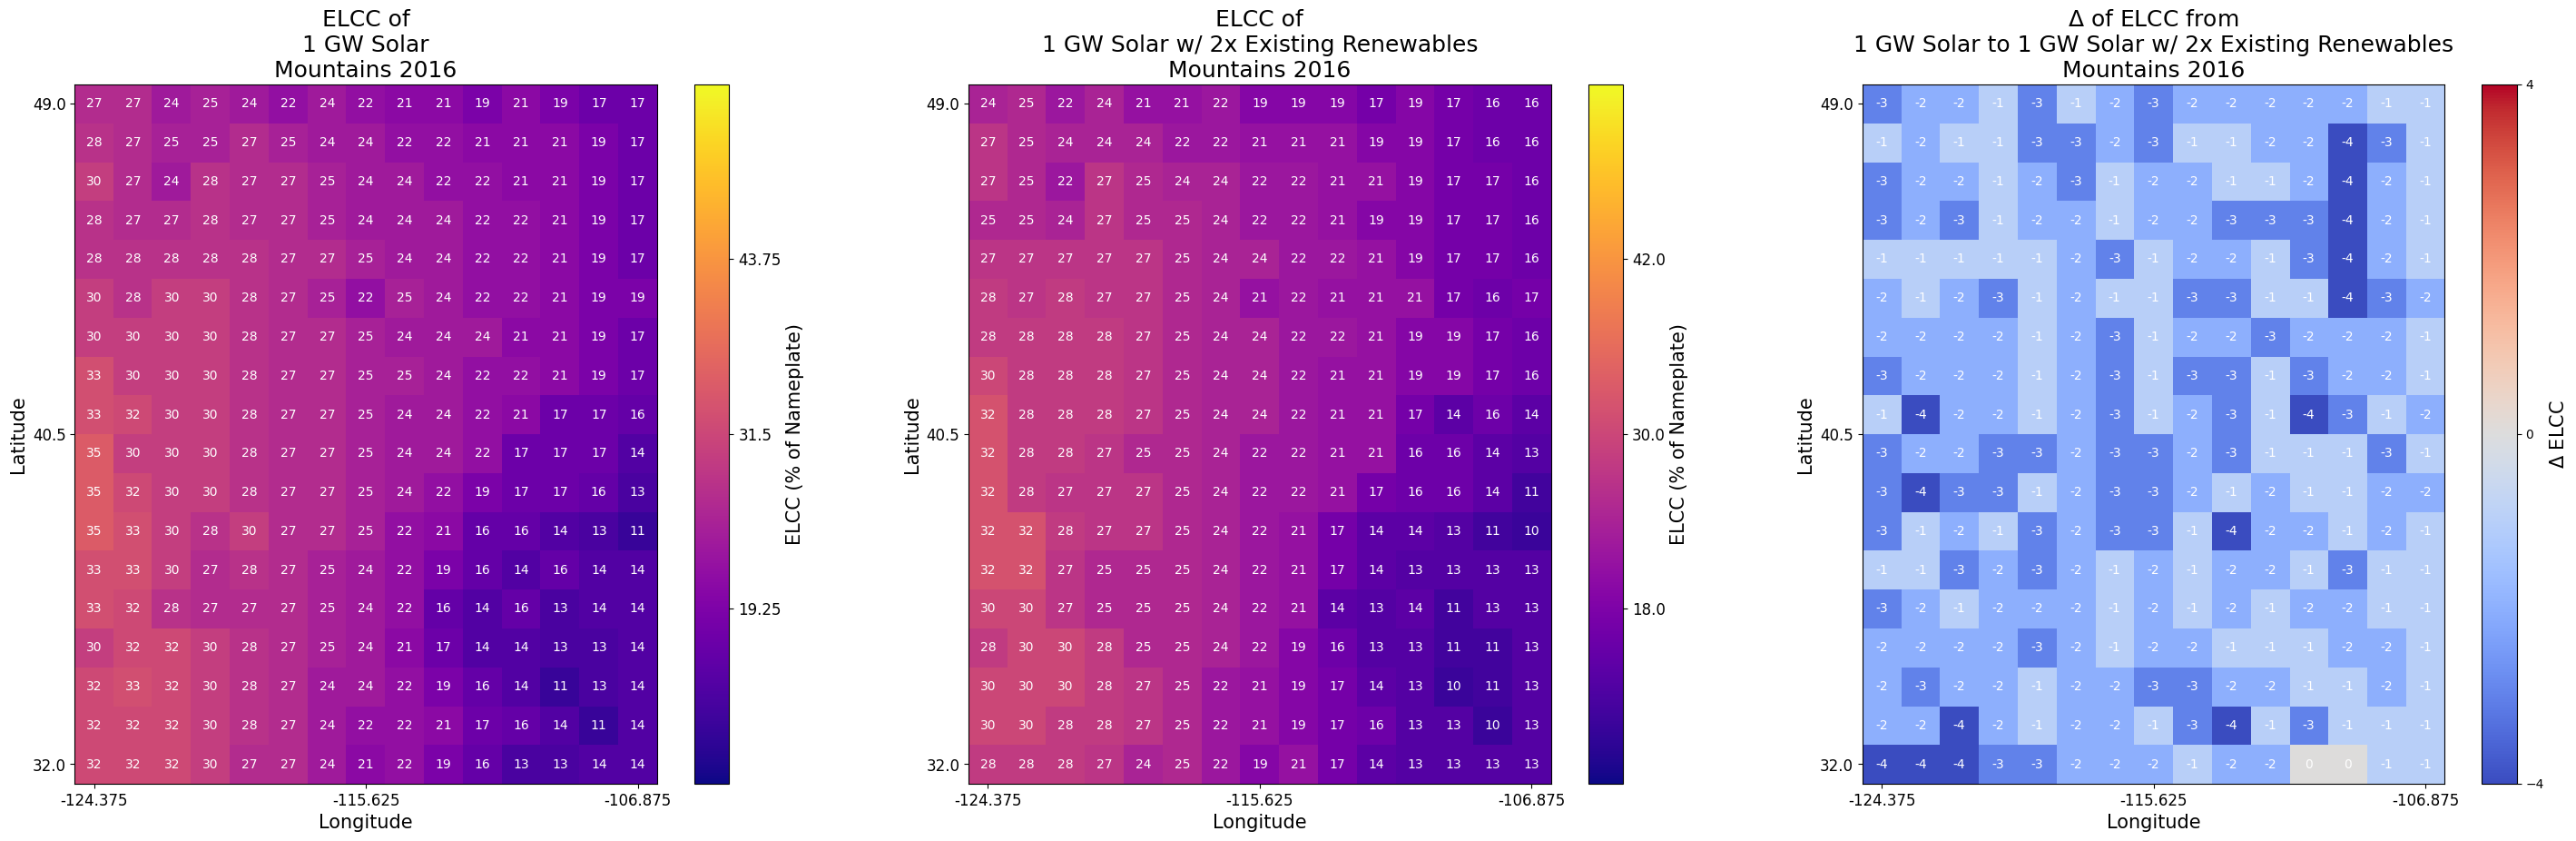 ELCC of
1 GW Solar
Mountains 2016
49.0
40.5
32.0
Latitude
27 27 24 25 24 22 24 22 21 21 19 21 19 17 17
28 27 25 25 27 25 24 24 22 22 21 21 21 19 17
30 27 24 28 27 27 25 24 24 22 22 21 21 19 17
28 27 27 28 27 27 25 24 24 24 22 22 21 19 17
28 28 28 28 28 27 27 25 24 24 22 22 21 19 17
30 28 30 30 28 27 25 22 25 24 22 22 21 19 19
30 30 30 30 28 27 27 25 24 24 24 21 21 19 17
33 30 30 30 28 27 27 25 25 24 22 22 21 19 17
33 32 30 30 28 27 27 25 24 24 22 21 17 17 16
35 30 30 30 28 27 27 25 24 24 22 17 17 17 14
35 32 30 30 28 27 27 25 24 22 19 17 17 16 13
35 33 30 28 30 27 27 25 22 21 16 16 14 13 11
33 33 30 27 28 27 25 24 22 19 16 14 16 14 14
33 32 28 27 27 27 25 24 22 16 14 16 13 14 14
30 32 32 30 28 27 25 24 21 17 14 14 13 13 14
32 33 32 30 28 27 24 24 22 19 16 14 11 13 14
32 32 32 30 28 27 24 22 22 21 17 16 14 11 14
32 32 32 30 27 27 24 21 22 19 16 13 13 14 14
-124.375 -115.625 -106.875
Longitude
43.75
31.5
19.25
ELCC (% of Nameplate)
ELCC of
1 GW Solar w/ 2x Existing Renewables
Mountains 2016
49.0
40.5
32.0
Latitude
24 25 22 24 21 21 22 19 19 19 17 19 17 16 16
27 25 24 24 24 22 22 21 21 21 19 19 17 16 16
27 25 22 27 25 24 24 22 22 21 21 19 17 17 16
25 25 24 27 25 25 24 22 22 21 19 19 17 17 16
27 27 27 27 27 25 24 24 22 22 21 19 17 17 16
28 27 28 27 27 25 24 21 22 21 21 21 17 16 17
28 28 28 28 27 25 24 24 22 22 21 19 19 17 16
30 28 28 28 27 25 24 24 22 21 21 19 19 17 16
32 28 28 28 27 25 24 24 22 21 21 17 14 16 14
32 28 28 27 25 25 24 22 22 21 21 16 16 14 13
32 28 27 27 27 25 24 22 22 21 17 16 16 14 11
32 32 28 27 27 25 24 22 21 17 14 14 13 11 10
32 32 27 25 25 25 24 22 21 17 14 13 13 13 13
30 30 27 25 25 25 24 22 21 14 13 14 11 13 13
28 30 30 28 25 25 24 22 19 16 13 13 11 11 13
30 30 30 28 27 25 22 21 19 17 14 13 10 11 13
30 30 28 28 27 25 22 21 19 17 16 13 13 10 13
28 28 28 27 24 25 22 19 21 17 14 13 13 13 13
-124.375 -115.625 -106.875
Longitude
42.0
30.0
18.0
ELCC (% of Nameplate)
Δ of ELCC from
1 GW Solar to 1 GW Solar w/ 2x Existing Renewables
Mountains 2016
49.0
40.5
32.0
Latitude
-3 -2 -2 -1 -3 -1 -2 -3 -2 -2 -2 -2 -2 -1 -1
-1 -2 -1 -1 -3 -3 -2 -3 -1 -1 -2 -2 -4 -3 -1
-3 -2 -2 -1 -2 -3 -1 -2 -2 -1 -1 -2 -4 -2 -1
-3 -2 -3 -1 -2 -2 -1 -2 -2 -3 -3 -3 -4 -2 -1
-1 -1 -1 -1 -1 -2 -3 -1 -2 -2 -1 -3 -4 -2 -1
-2 -1 -2 -3 -1 -2 -1 -1 -3 -3 -1 -1 -4 -3 -2
-2 -2 -2 -2 -1 -2 -3 -1 -2 -2 -3 -2 -2 -2 -1
-3 -2 -2 -2 -1 -2 -3 -1 -3 -3 -1 -3 -2 -2 -1
-1 -4 -2 -2 -1 -2 -3 -1 -2 -3 -1 -4 -3 -1 -2
-3 -2 -2 -3 -3 -2 -3 -3 -2 -3 -1 -1 -1 -3 -1
-3 -4 -3 -3 -1 -2 -3 -3 -2 -1 -2 -1 -1 -2 -2
-3 -1 -2 -1 -3 -2 -3 -3 -1 -4 -2 -2 -1 -2 -1
-1 -1 -3 -2 -3 -2 -1 -2 -1 -2 -2 -1 -3 -1 -1
-3 -2 -1 -2 -2 -2 -1 -2 -1 -2 -1 -2 -2 -1 -1
-2 -2 -2 -2 -3 -2 -1 -2 -2 -1 -1 -1 -2 -2 -1
-2 -3 -2 -2 -1 -2 -2 -3 -3 -2 -2 -1 -1 -2 -1
-2 -2 -4 -2 -1 -2 -2 -1 -3 -4 -1 -3 -1 -1 -1
-4 -4 -4 -3 -3 -2 -2 -2 -1 -2 -2 0 0 -1 -1
-124.375 -115.625 -106.875
Longitude
4
0
−4
Δ ELCC